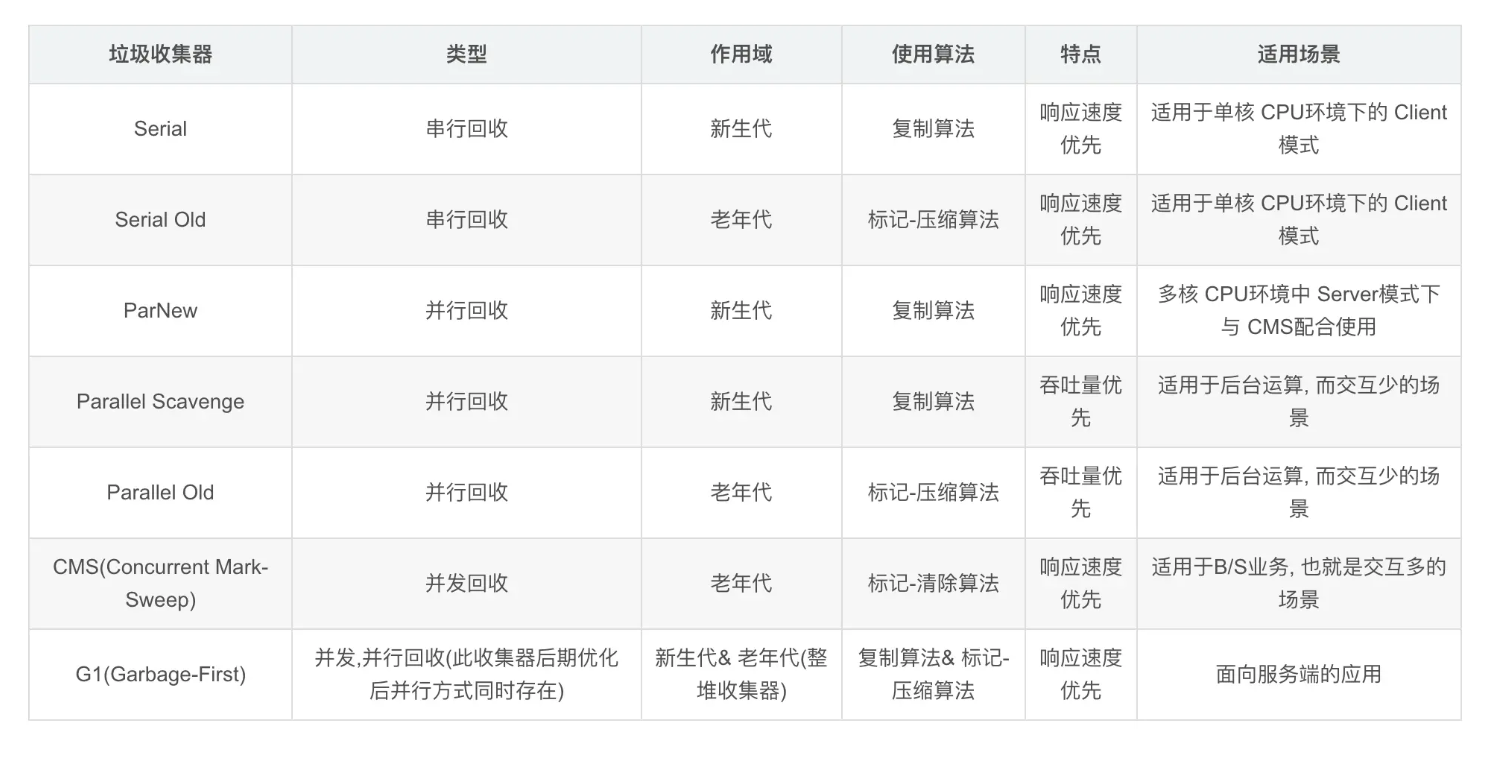 垃圾收集器 类型 作用域 使用算法 特点 适用场景
Serial 串行回收 新生代 复制算法 响应速度 适用于单核 CPU环境下的 Client
优先 模式
Serial Old 串行回收 老年代 标记-压缩算法 响应速度 适用于单核 CPU环境下的 Client
优先 模式
ParNew 并行回收 新生代 复制算法 响应速度 多核 CPU环境中 Server模式下
优先 与 CMS配合使用
Parallel Scavenge 并行回收 新生代 复制算法 吞吐量优 适用于后台运算, 而交互少的场
先 景
Parallel Old 并行回收 老年代 标记-压缩算法 吞吐量优 适用于后台运算, 而交互少的场
先 景
CMS(Concurrent Mark- 并发回收 老年代 标记-清除算法 响应速度 适用于B/S业务, 也就是交互多的
Sweep) 优先 场景
G1(Garbage-First) 并发,并行回收(此收集器后期优化 新生代& 老年代(整 复制算法& 标记- 响应速度 面向服务端的应用
后并行方式同时存在) 堆收集器) 压缩算法 优先